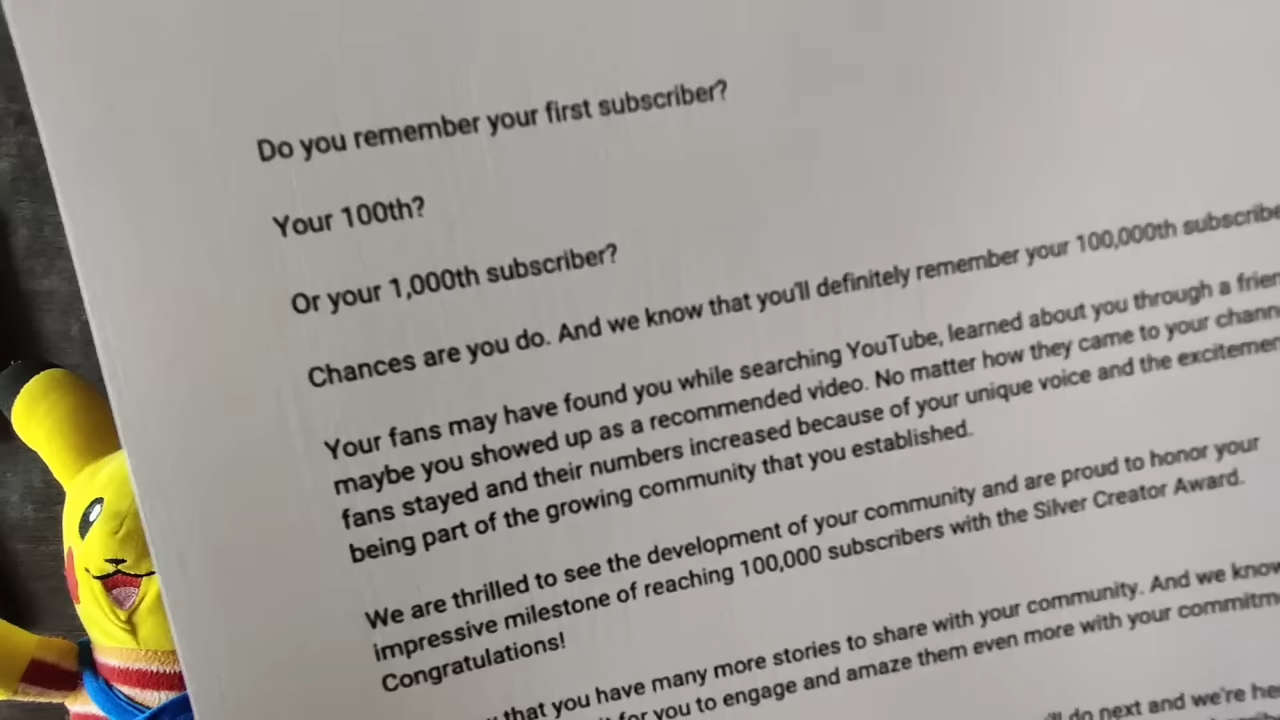 Do you remember your first subscriber?
Your 100th?
Or your 1,000th subscriber?
Chances are you do. And we know that you'll definitely remember your 100,000th
Your fans may have found you while searching YouTube, learned about you through a
maybe you showed up as a recommended video. No matter how they came to your
fans stayed and their numbers increased because of your unique voice and the
being part of the growing community that you established.
We are thrilled to see the development of your community and are proud to honor your
impressive milestone of reaching 100,000 subscribers with the Silver Creator Award.
Congratulations!
that you have many more stories to share with your community. And we know
for you to engage and amaze them even more with your
do next and we're